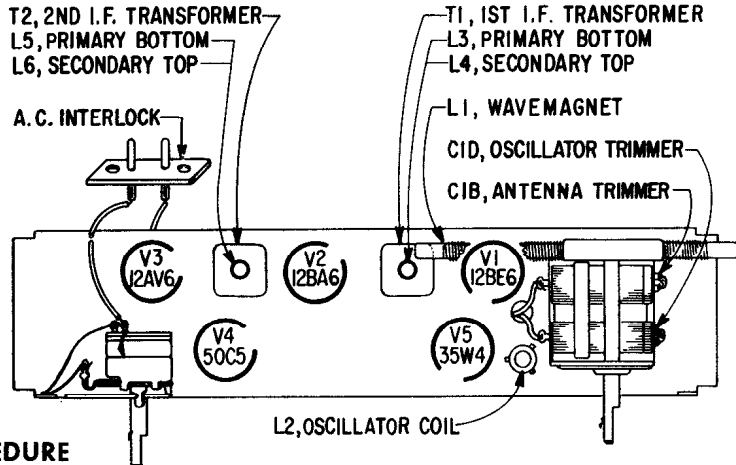 T2, 2ND I.F. TRANSFORMER
L5, PRIMARY BOTTOM
L6, SECONDARY TOP
T1, 1ST I.F. TRANSFORMER
L3, PRIMARY BOTTOM
L4, SECONDARY TOP
A.C. INTERLOCK
L1, WAVEMAGNET
C1D, OSCILLATOR TRIMMER
C1B, ANTENNA TRIMMER
V3
12AV6
V2
12BA6
V1
12BE6
V4
50C5
V5
35W4
L2, OSCILLATOR COIL
EDURE